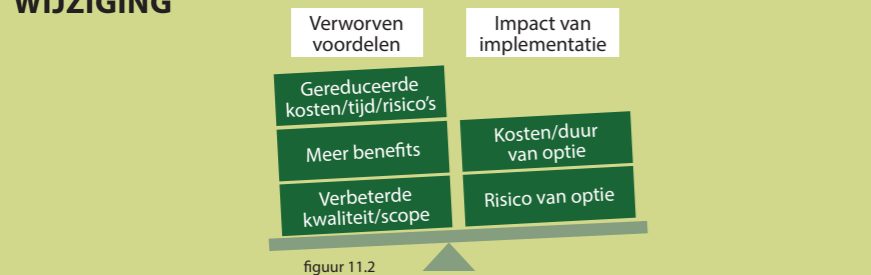 WIJZIGING
Verworven
voordelen
Impact van
implementatie
Gereduceerde
kosten/tijd/risico's
Meer benefits
Verbeterde
kwaliteit/scope
Kosten/duur
van optie
Risico van optie
figuur 11.2